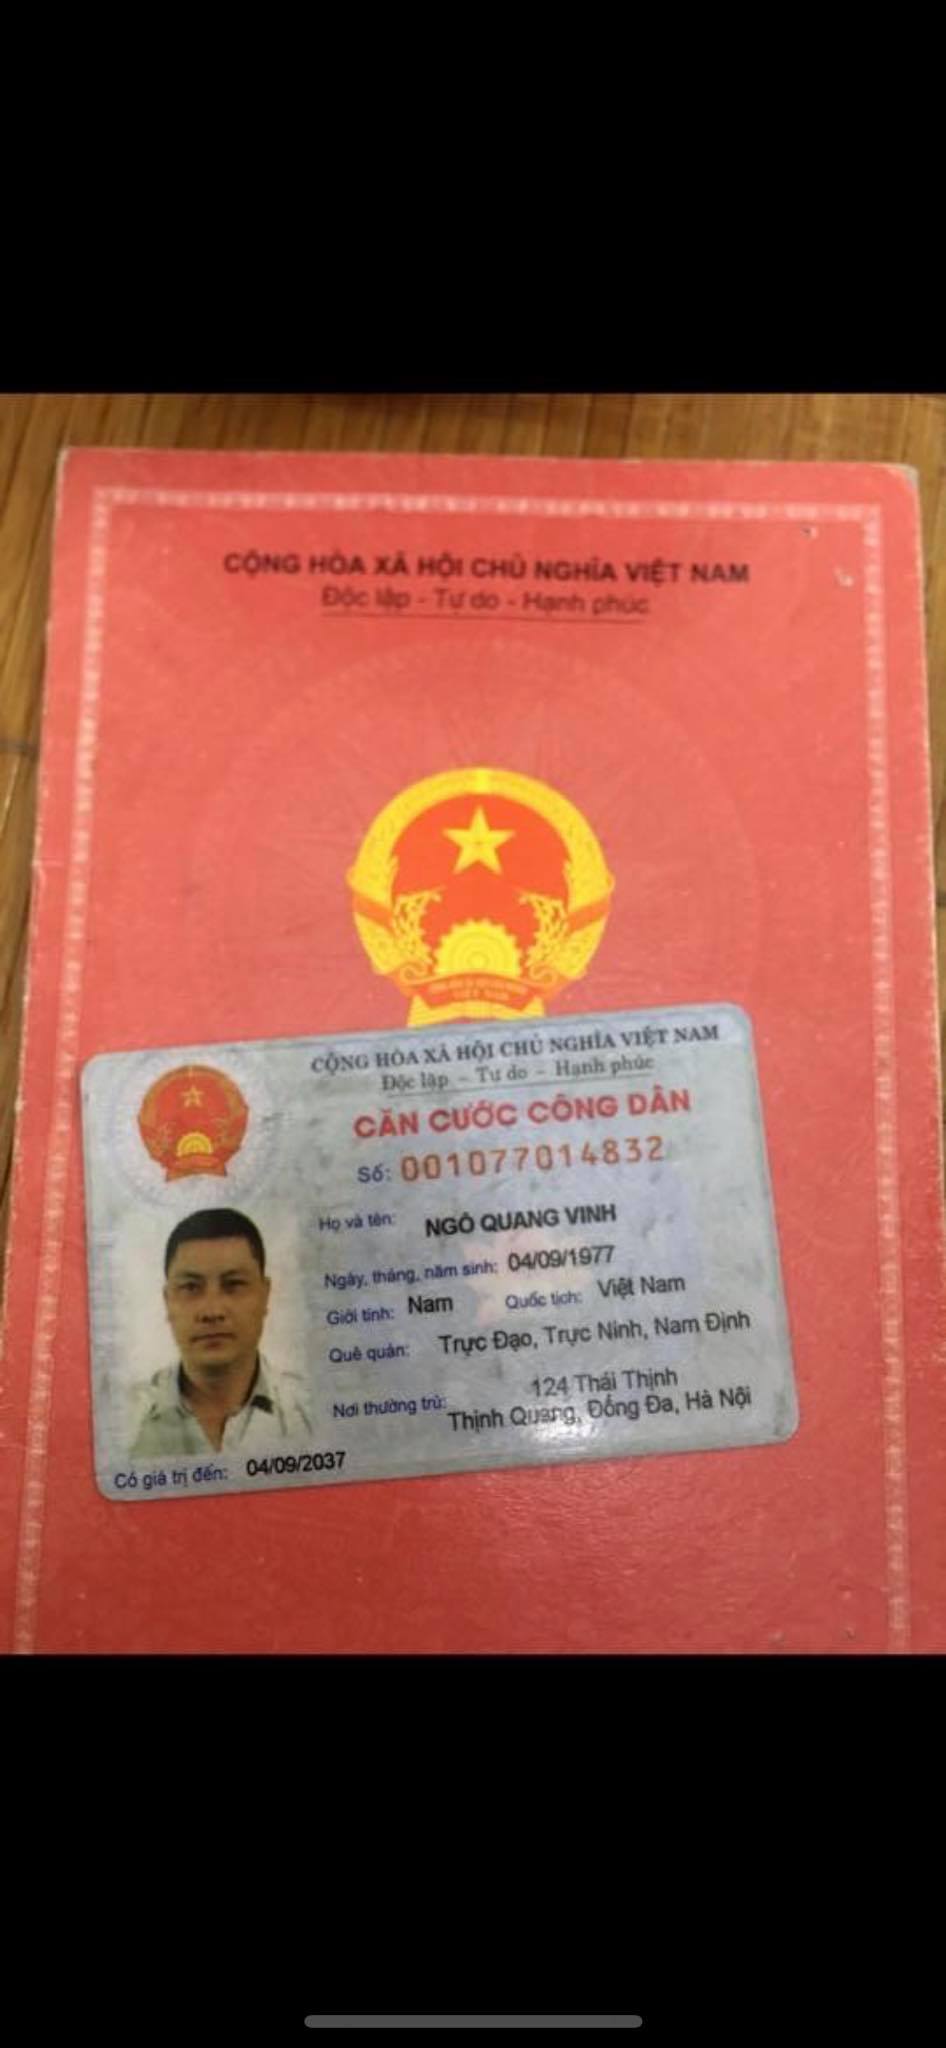 CỘNG HÒA XÃ HỘI CHỦ NGHĨA VIỆT NAM
Độc lập - Tự do - Hạnh phúc
CỘNG HÒA XÃ HỘI CHỦ NGHĨA VIỆT NAM
Độc lập - Tự do - Hạnh phúc
CĂN CƯỚC CÔNG DÂN
Số: 001077014832
Họ và tên: NGÔ QUANG VINH
Ngày, tháng, năm sinh: 04/09/1977
Giới tính: Nam Quốc tịch: Việt Nam
Quê quán: Trực Đạo, Trực Ninh, Nam Định
Nơi thường trú: 124 Thái Thịnh
Thịnh Quang, Đống Đa, Hà Nội
Có giá trị đến: 04/09/2037